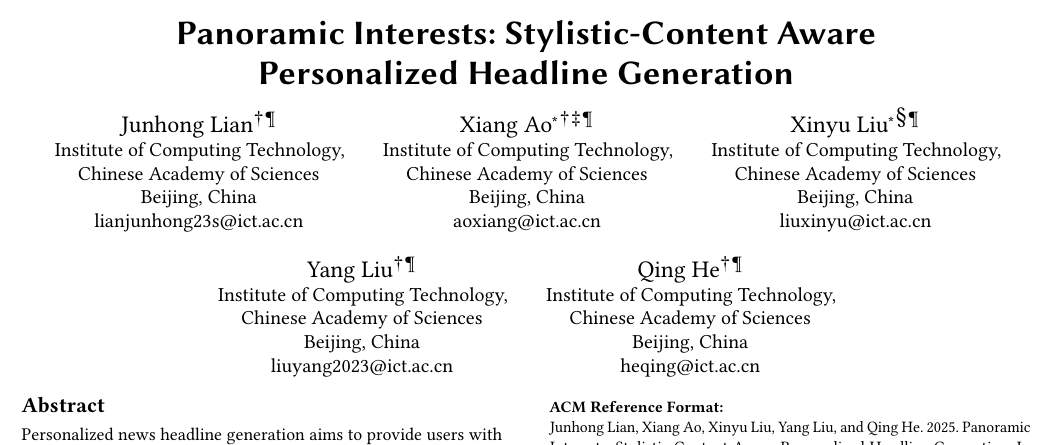 Panoramic Interests: Stylistic-Content Aware
Personalized Headline Generation
Junhong Lian†¶
Institute of Computing Technology,
Chinese Academy of Sciences
Beijing, China
lianjunhong23s@ict.ac.cn
Xiang Ao*†‡¶
Institute of Computing Technology,
Chinese Academy of Sciences
Beijing, China
aoxiang@ict.ac.cn
Xinyu Liu*§¶
Institute of Computing Technology,
Chinese Academy of Sciences
Beijing, China
liuxinyu@ict.ac.cn
Yang Liu†¶
Institute of Computing Technology,
Chinese Academy of Sciences
Beijing, China
liuyang2023@ict.ac.cn
Qing He†¶
Institute of Computing Technology,
Chinese Academy of Sciences
Beijing, China
heqing@ict.ac.cn
Abstract
Personalized news headline generation aims to provide users with
ACM Reference Format:
Junhong Lian, Xiang Ao, Xinyu Liu, Yang Liu, and Qing He. 2025. Panoramic